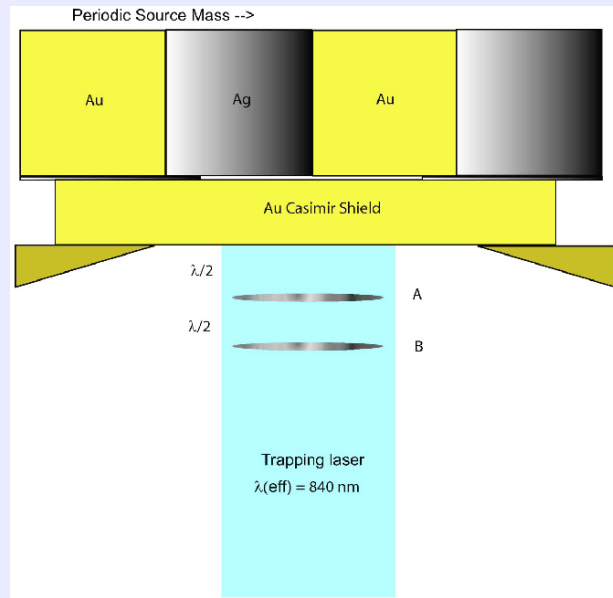 Periodic Source Mass -->
Au
Ag
Au
Au Casimir Shield
λ/2
A
λ/2
B
Trapping laser
λ(eff) = 840 nm